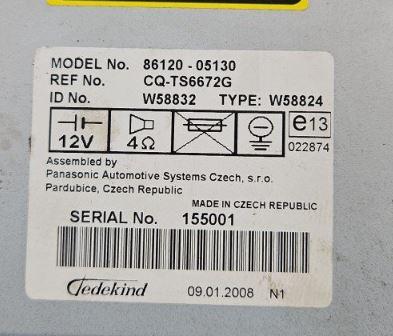 MODEL No. 86120 - 05130
REF No. CQ-TS6672G
ID No. W58832 TYPE: W58824
12V 4Ω e13
022874
Assembled by
Panasonic Automotive Systems Czech, s.r.o.
Pardubice, Czech Republic
MADE IN CZECH REPUBLIC
SERIAL No. 155001
Jedekind 09.01.2008 N1